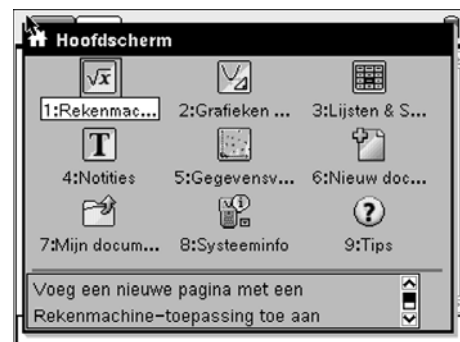 Hoofdscherm
1:Rekenmac... 2:Grafieken ... 3:Lijsten & S...
4:Notities 5:Gegevensv... 6:Nieuw doc...
7:Mijn docum... 8:Systeeminfo 9:Tips
Voeg een nieuwe pagina met een
Rekenmachine-toepassing toe aan